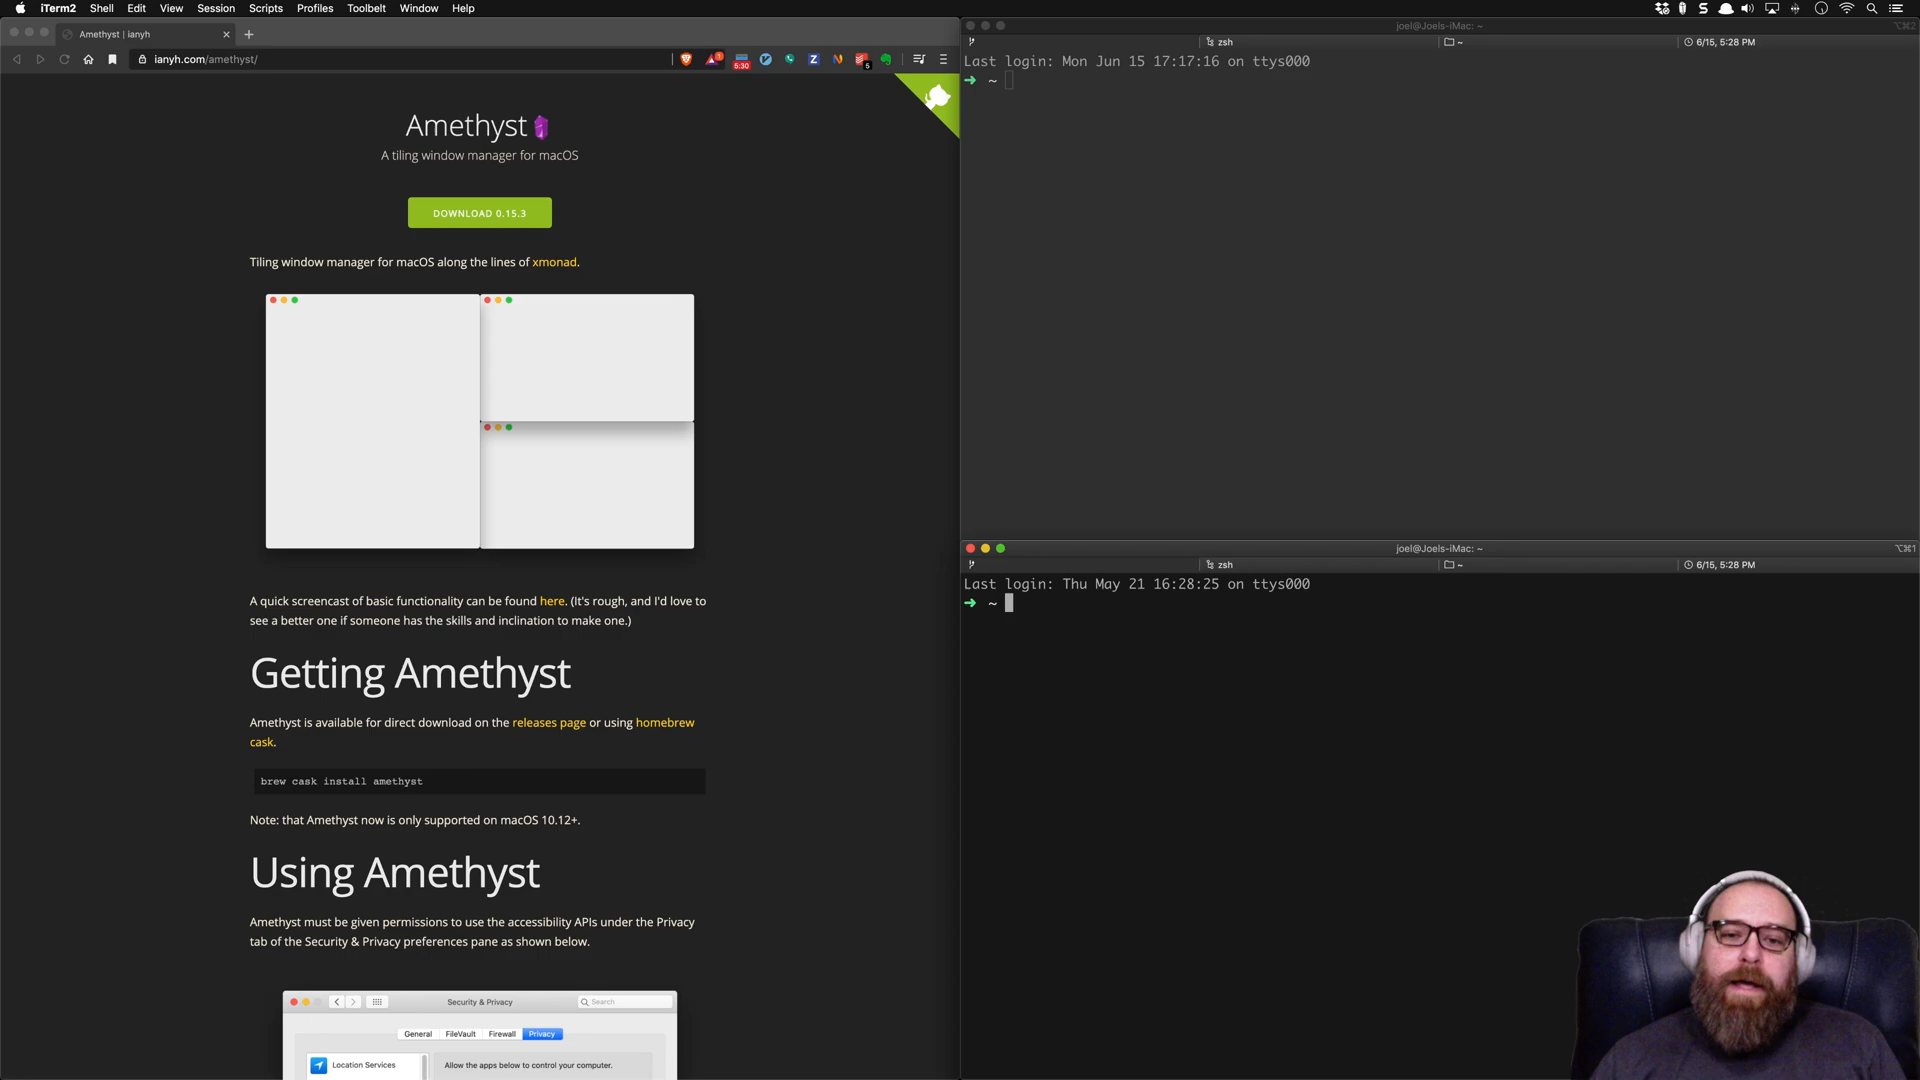 iTerm2 Shell Edit View Session Scripts Profiles Toolbelt Window Help
Amethyst | ianyh
ianyh.com/amethyst/
1
5:30
Z
N
5
Amethyst
A tiling window manager for macOS
DOWNLOAD 0.15.3
Tiling window manager for macOS along the lines of xmonad.
A quick screencast of basic functionality can be found here. (It's rough, and I'd love to
see a better one if someone has the skills and inclination to make one.)
Getting Amethyst
Amethyst is available for direct download on the releases page or using homebrew
cask.
brew cask install amethyst
Note: that Amethyst now is only supported on macOS 10.12+.
Using Amethyst
Amethyst must be given permissions to use the accessibility APIs under the Privacy
tab of the Security & Privacy preferences pane as shown below.
Security & Privacy
Search
General FileVault Firewall Privacy
Location Services
Allow the apps below to control your computer.
joel@Joels-iMac: ~
⌥⌘2
zsh
~
6/15, 5:28 PM
Last login: Mon Jun 15 17:17:16 on ttys000
➜ ~
joel@Joels-iMac: ~
⌥⌘1
zsh
~
6/15, 5:28 PM
Last login: Thu May 21 16:28:25 on ttys000
➜ ~